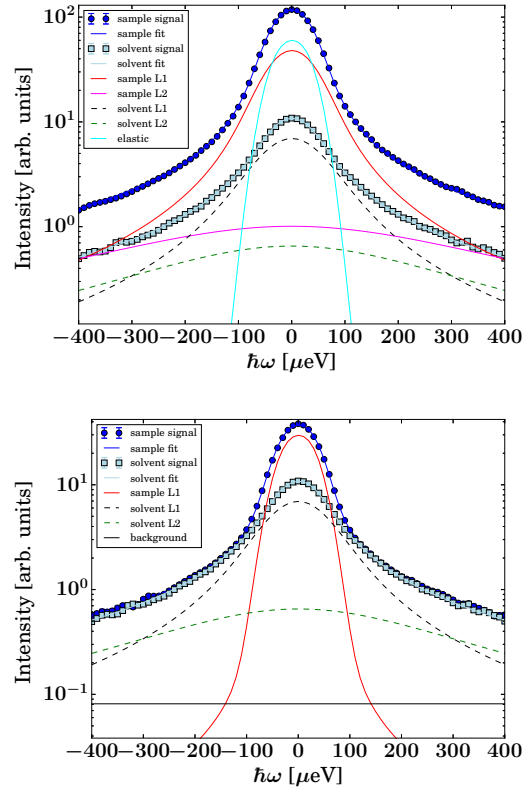 10²
sample signal
sample fit
solvent signal
solvent fit
sample L1
sample L2
solvent L1
solvent L2
elastic
10¹
10⁰
Intensity [arb. units]
−400 −300 −200 −100 0 100 200 300 400
ℏω [μeV]
sample signal
sample fit
solvent signal
solvent fit
sample L1
solvent L1
solvent L2
background
10¹
10⁰
10⁻¹
Intensity [arb. units]
−400 −300 −200 −100 0 100 200 300 400
ℏω [μeV]